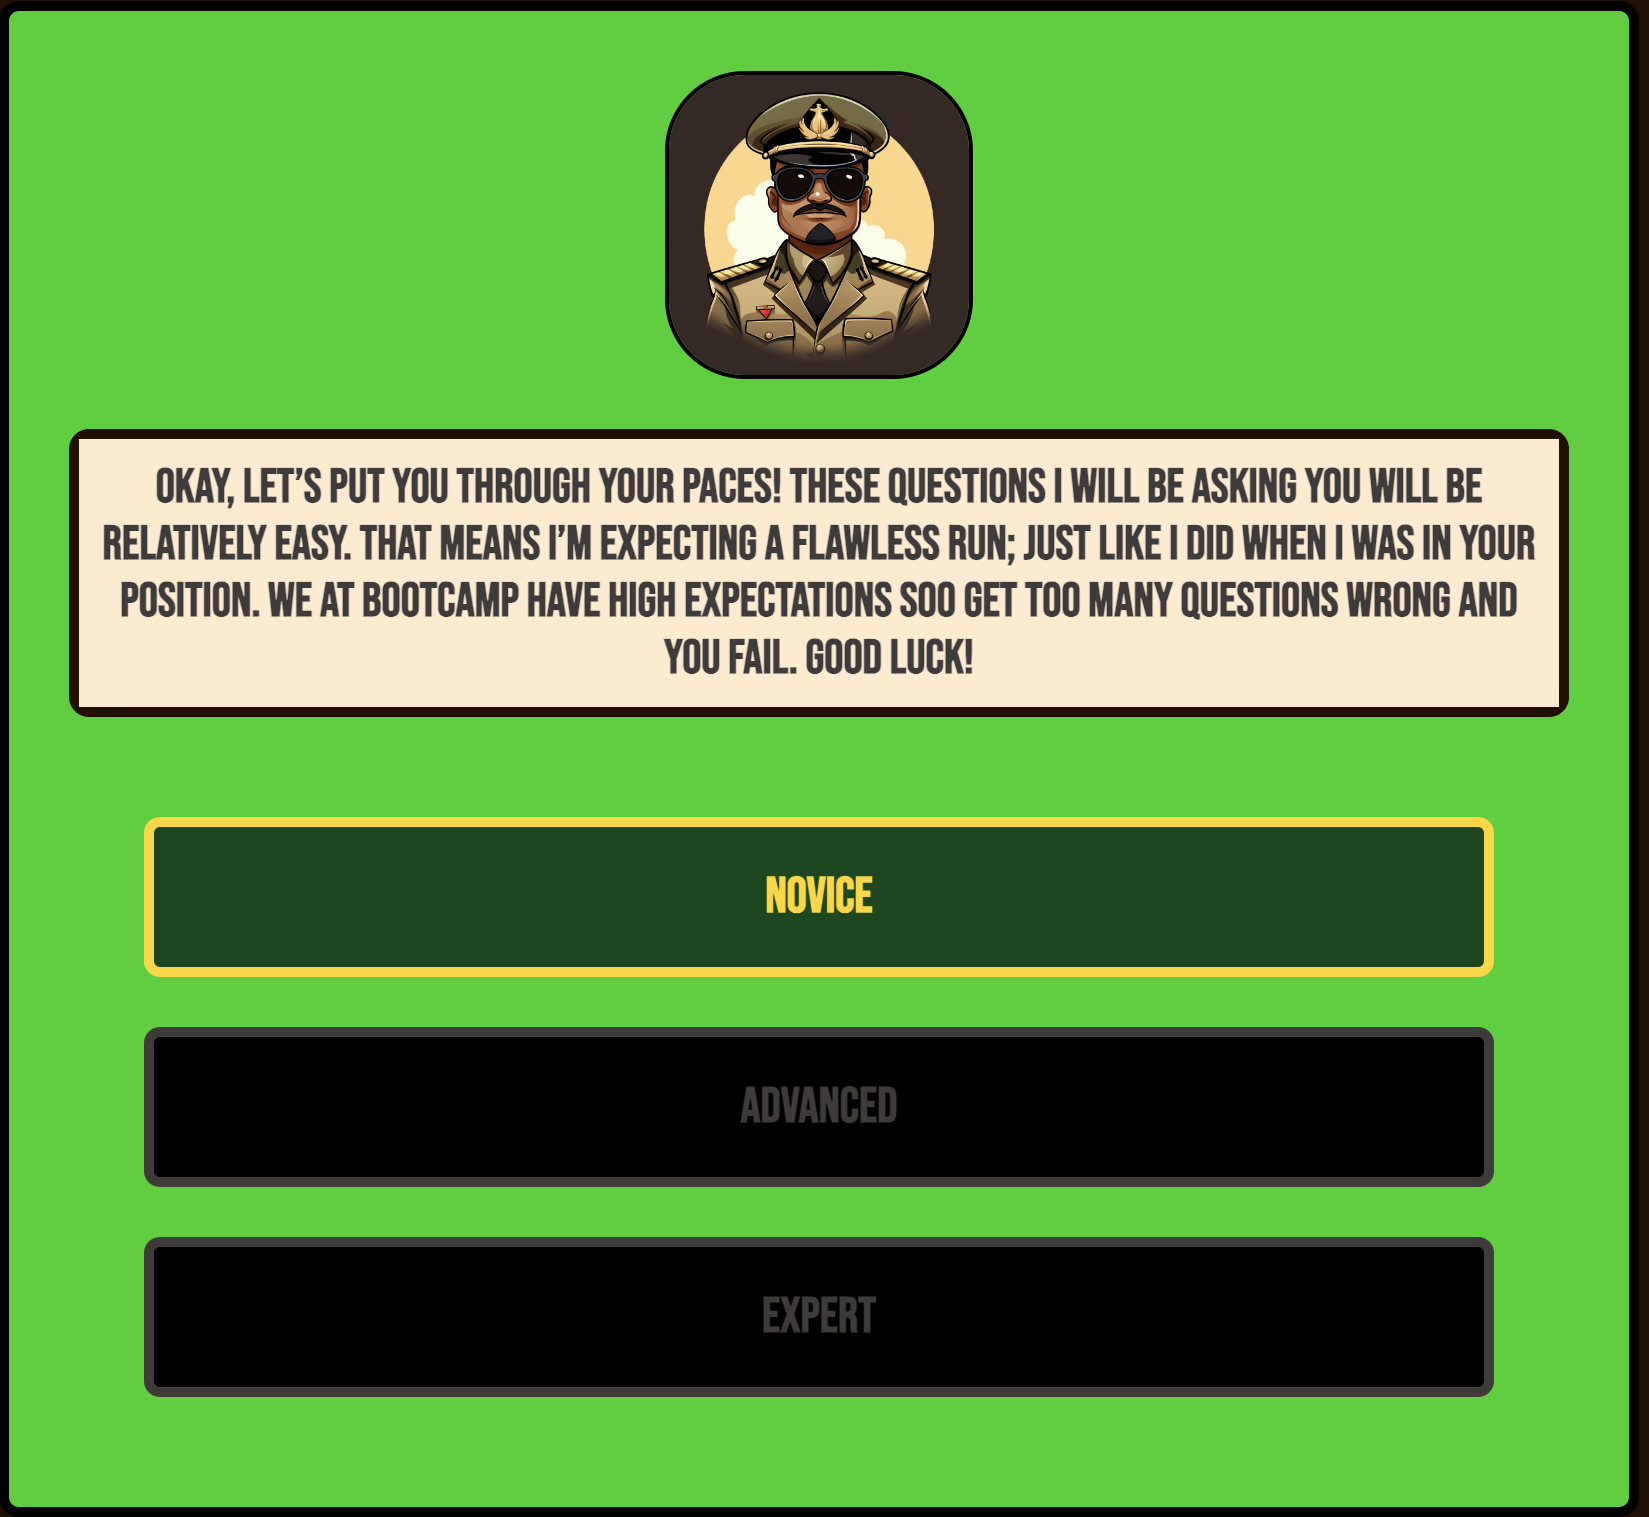 OKAY, LET’S PUT YOU THROUGH YOUR PACES! THESE QUESTIONS I WILL BE ASKING YOU WILL BE
RELATIVELY EASY. THAT MEANS I’M EXPECTING A FLAWLESS RUN; JUST LIKE I DID WHEN I WAS IN YOUR
POSITION. WE AT BOOTCAMP HAVE HIGH EXPECTATIONS SOO GET TOO MANY QUESTIONS WRONG AND
YOU FAIL. GOOD LUCK!
NOVICE
ADVANCED
EXPERT